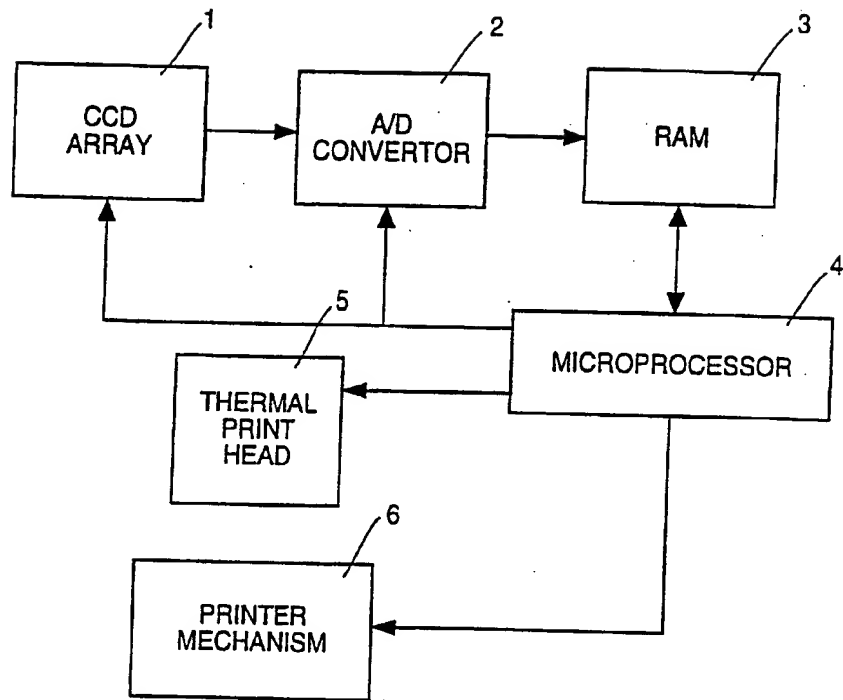 1
2
3
CCD
ARRAY
A/D
CONVERTOR
RAM
4
MICROPROCESSOR
5
THERMAL
PRINT
HEAD
6
PRINTER
MECHANISM